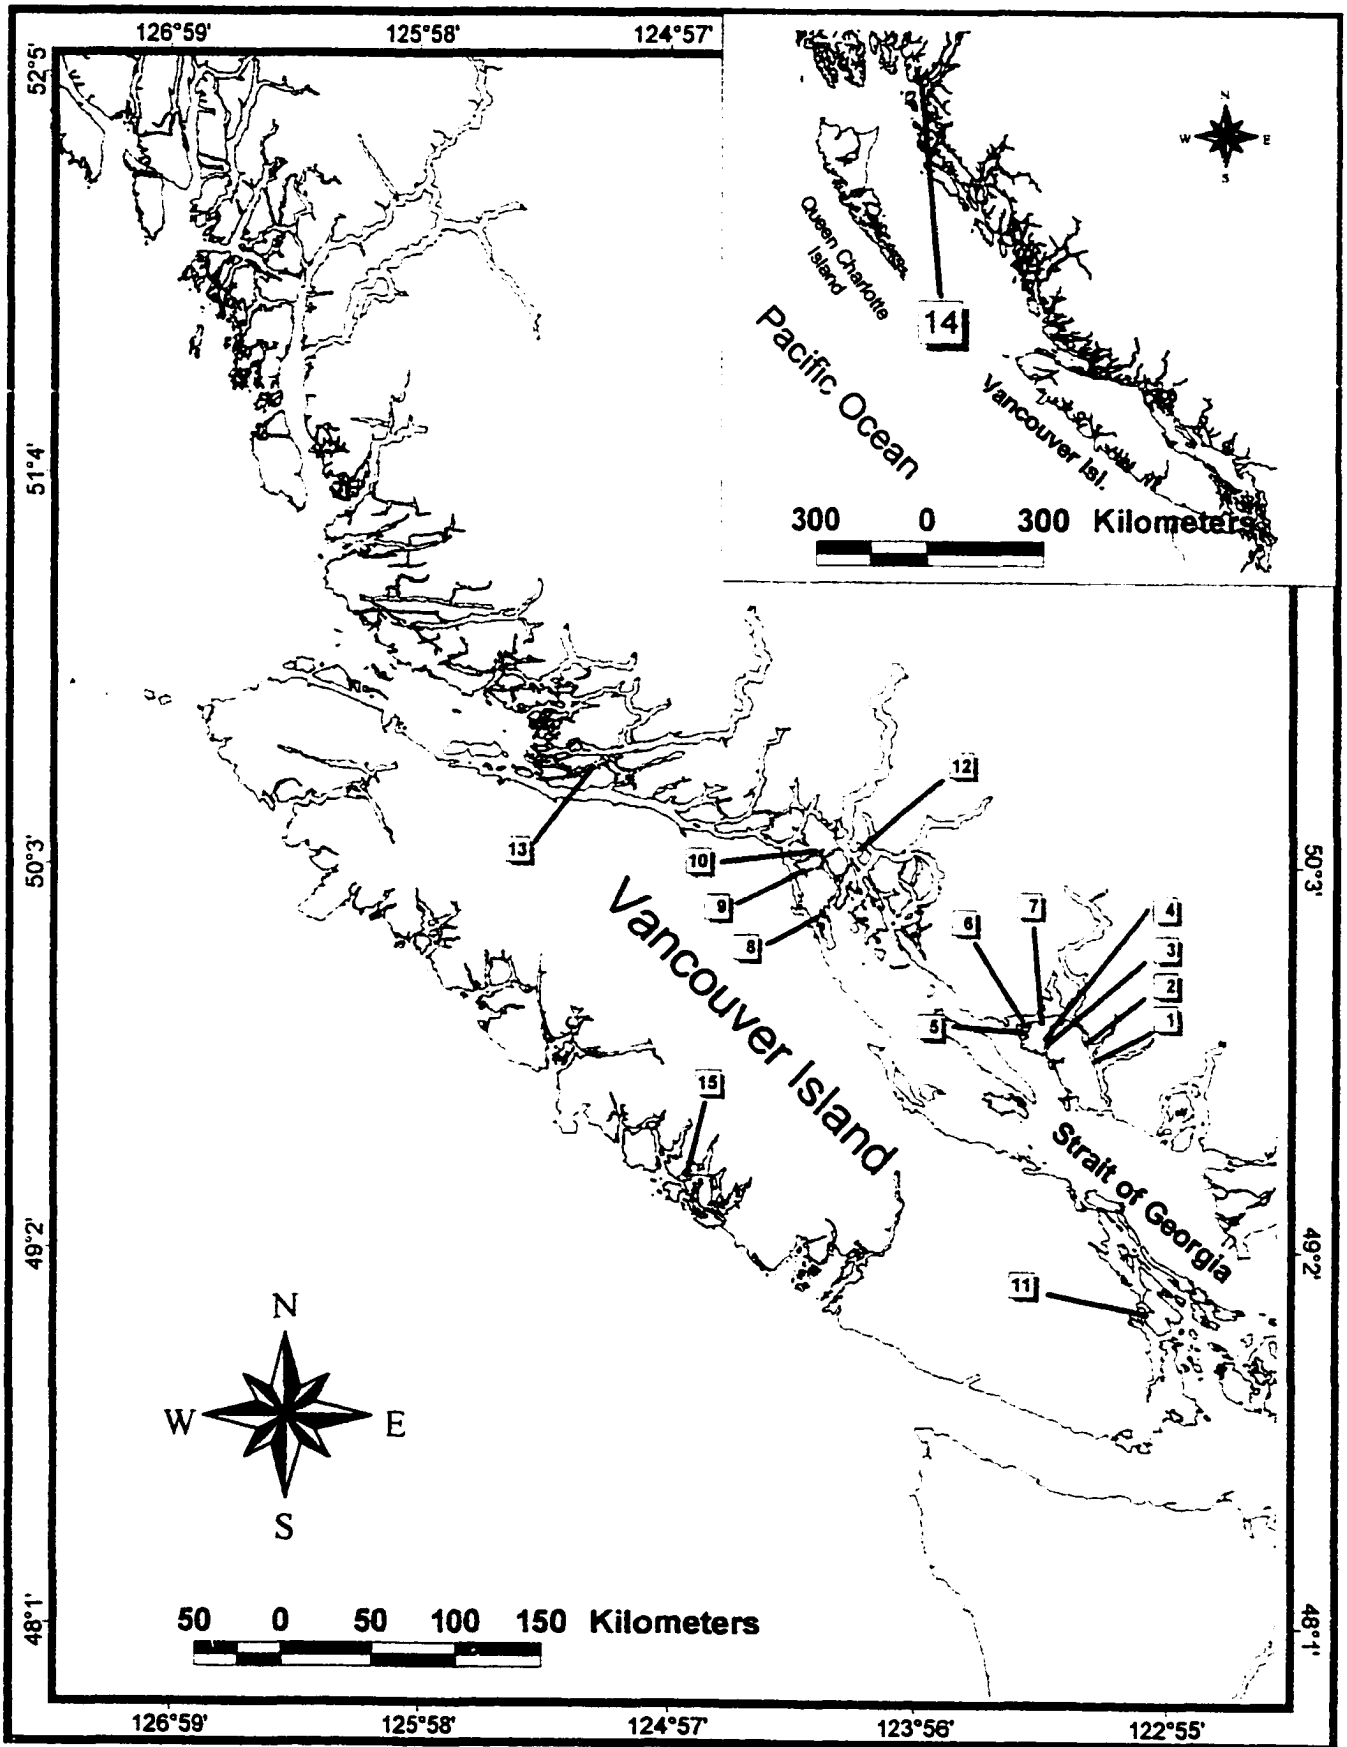 126°59' 125°58' 124°57'
52°5'
N
W E
S
Queen Charlotte
Island
14
Pacific Ocean
Vancouver Isl.
300 0 300 Kilometers
51°4'
12
13
10
9
8
50°3'
50°3'
7
6
4
3
2
1
5
Vancouver Island
15
Strait of Georgia
49°2'
49°2'
11
N
W E
S
50 0 50 100 150 Kilometers
48°1'
48°1'
126°59' 125°58' 124°57' 123°56' 122°55'